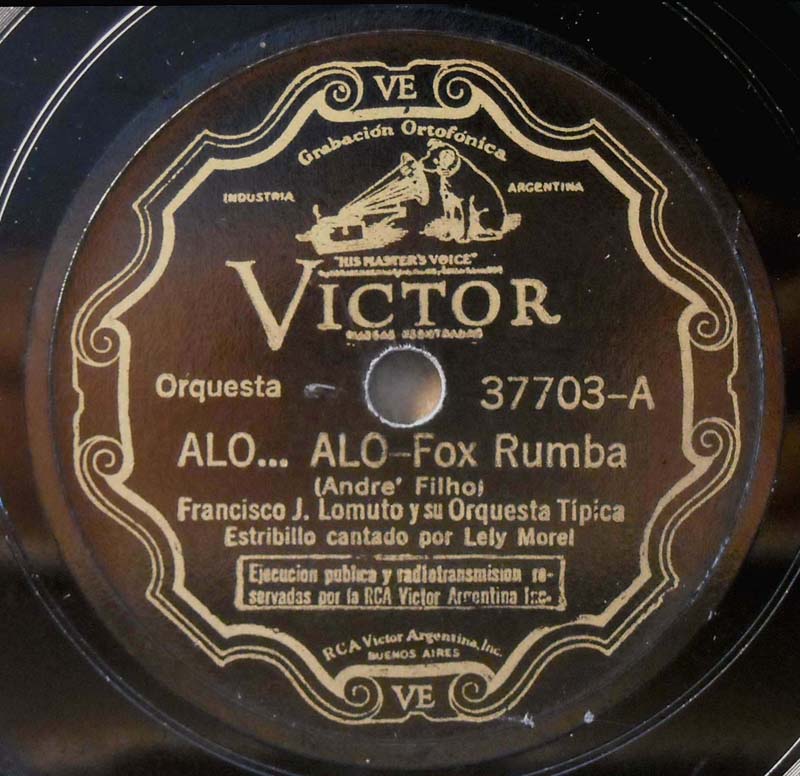 VE
Grabación Ortofónica
INDUSTRIA ARGENTINA
"HIS MASTER'S VOICE"
VICTOR
Orquesta 37703-A
ALO... ALO-Fox Rumba
(Andre' Filho)
Francisco J. Lomuto y su Orquesta Típica
Estribillo cantado por Lely Morel
Ejecucion publica y radiotransmision re-
servadas por la RCA Victor Argentina Inc.
RCA Victor Argentina, Inc.
BUENOS AIRES
VE